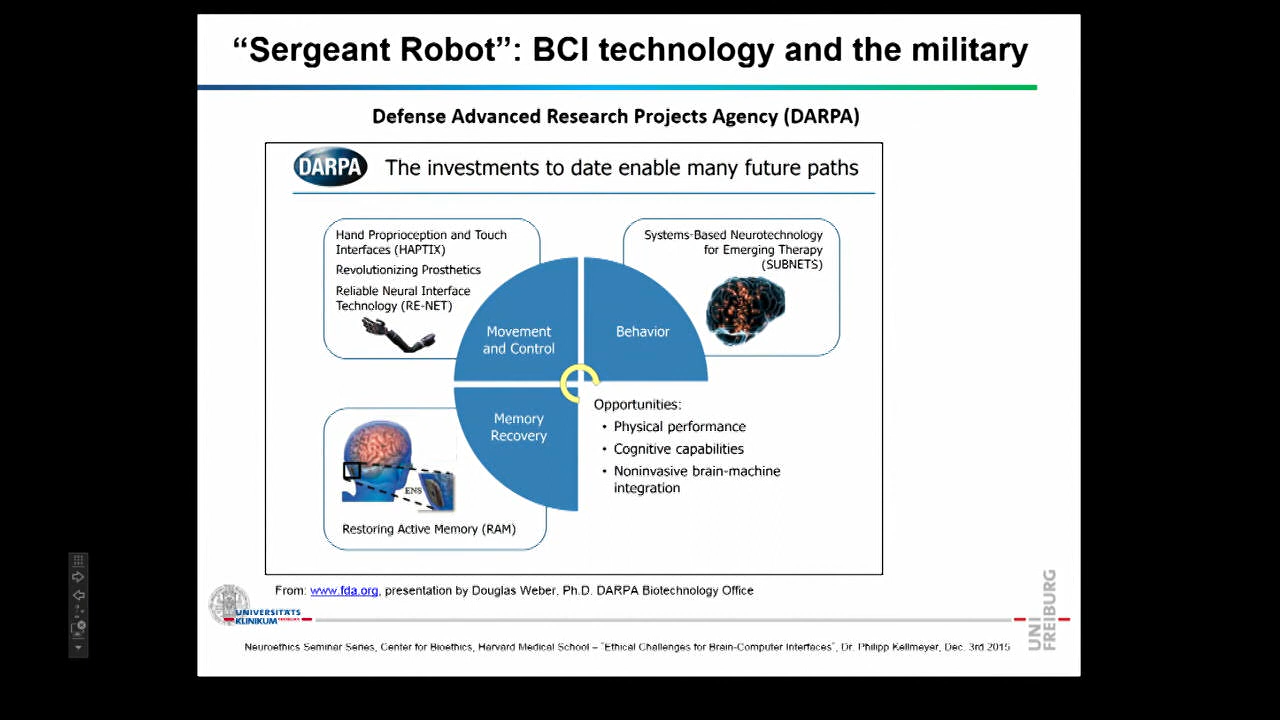 “Sergeant Robot”: BCI technology and the military
Defense Advanced Research Projects Agency (DARPA)
DARPA
The investments to date enable many future paths
Hand Proprioception and Touch
Interfaces (HAPTIX)
Revolutionizing Prosthetics
Reliable Neural Interface
Technology (RE-NET)
Systems-Based Neurotechnology
for Emerging Therapy
(SUBNETS)
Movement
and Control
Behavior
Memory
Recovery
Opportunities:
• Physical performance
• Cognitive capabilities
• Noninvasive brain-machine
integration
ENS
Restoring Active Memory (RAM)
From: www.fda.org, presentation by Douglas Weber, Ph.D. DARPA Biotechnology Office
UNIVERSITÄTS
KLINIKUM
UNI
FREIBURG
Neuroethics Seminar Series, Center for Bioethics, Harvard Medical School – “Ethical Challenges for Brain-Computer Interfaces”, Dr. Philipp Kellmeyer, Dec. 3rd 2015